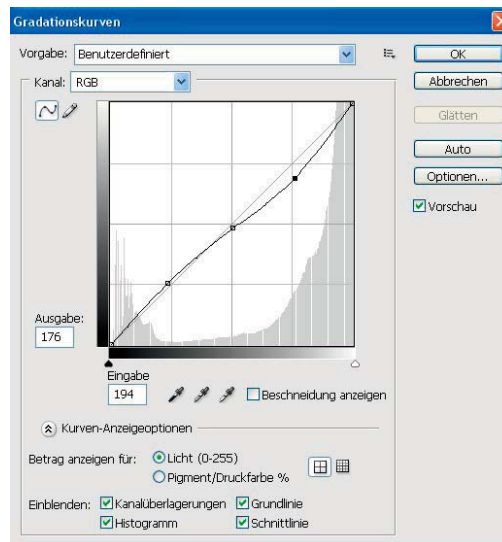 Gradationskurven
Vorgabe: Benutzerdefiniert
OK
Kanal: RGB
Abbrechen
Glätten
Auto
Optionen...
Vorschau
Ausgabe:
176
Eingabe
194
Beschneidung anzeigen
Kurven-Anzeigeoptionen
Betrag anzeigen für: Licht (0-255)
Pigment/Druckfarbe %
Einblenden: Kanalüberlagerungen Grundlinie
Histogramm Schnittlinie